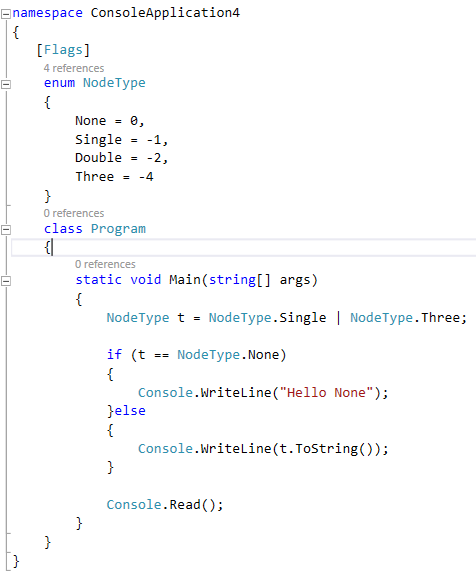 namespace ConsoleApplication4
{
[Flags]
4 references
enum NodeType
{
None = 0,
Single = -1,
Double = -2,
Three = -4
}
0 references
class Program
{
0 references
static void Main(string[] args)
{
NodeType t = NodeType.Single | NodeType.Three;
if (t == NodeType.None)
{
Console.WriteLine("Hello None");
}else
{
Console.WriteLine(t.ToString());
}
Console.Read();
}
}
}